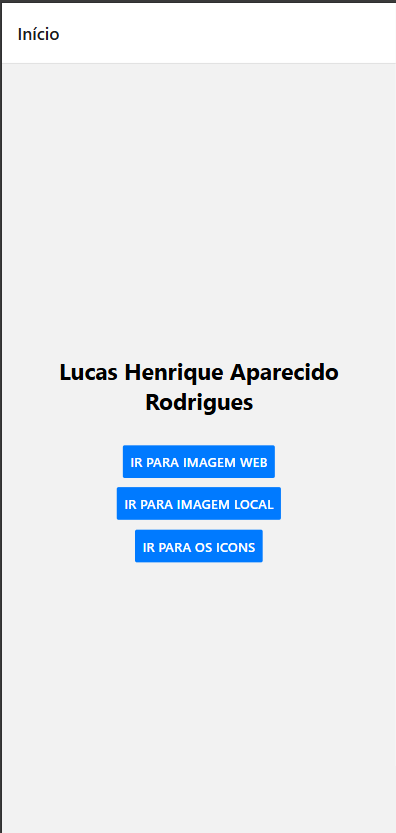 Início
Lucas Henrique Aparecido
Rodrigues
IR PARA IMAGEM WEB
IR PARA IMAGEM LOCAL
IR PARA OS ICONS